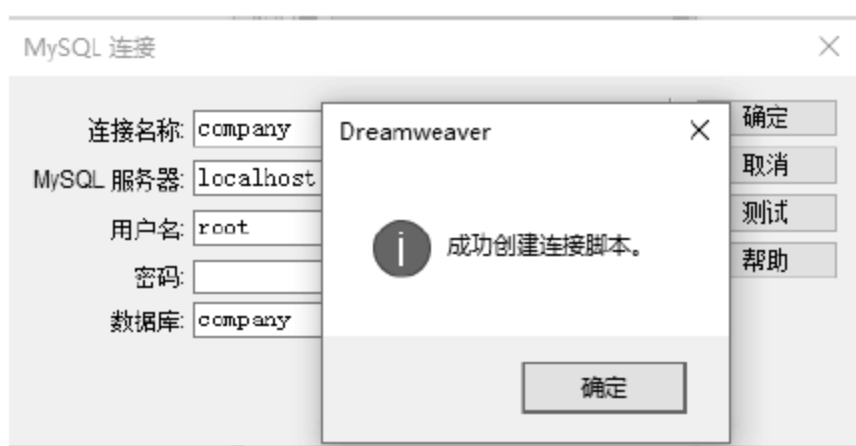 MySQL 连接
连接名称: company
MySQL 服务器: localhost
用户名: root
密码:
数据库: company
确定
取消
测试
帮助
Dreamweaver
成功创建连接脚本。
确定